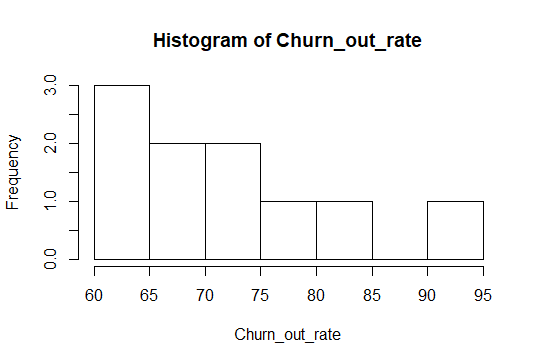 Histogram of Churn_out_rate
Frequency
3.0
2.0
1.0
0.0
60 65 70 75 80 85 90 95
Churn_out_rate